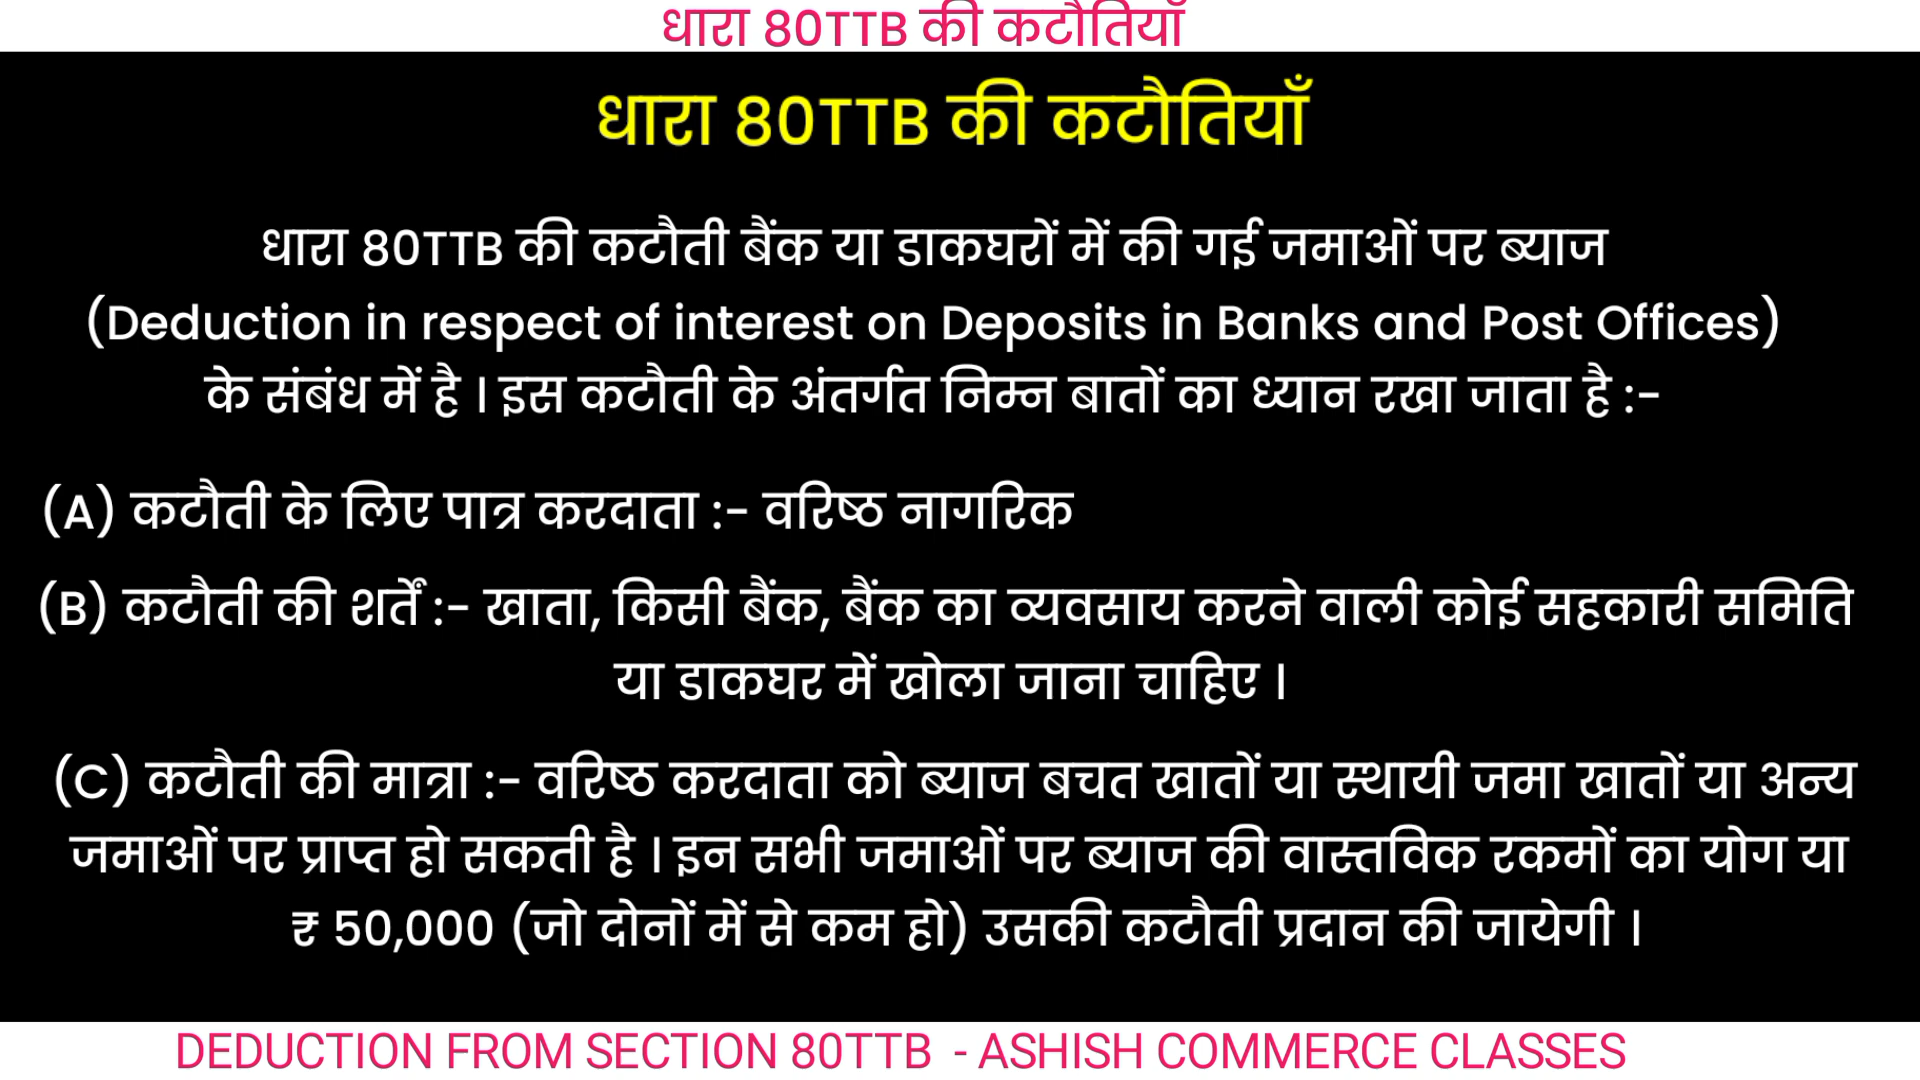 धारा 80TTB की कटौतियाँ
धारा 80TTB की कटौतियाँ
धारा 80TTB की कटौती बैंक या डाकघरों में की गई जमाओं पर ब्याज
(Deduction in respect of interest on Deposits in Banks and Post Offices)
के संबंध में है । इस कटौती के अंतर्गत निम्न बातों का ध्यान रखा जाता है :-
(A) कटौती के लिए पात्र करदाता :- वरिष्ठ नागरिक
(B) कटौती की शर्तें :- खाता, किसी बैंक, बैंक का व्यवसाय करने वाली कोई सहकारी समिति
या डाकघर में खोला जाना चाहिए ।
(C) कटौती की मात्रा :- वरिष्ठ करदाता को ब्याज बचत खातों या स्थायी जमा खातों या अन्य
जमाओं पर प्राप्त हो सकती है । इन सभी जमाओं पर ब्याज की वास्तविक रकमों का योग या
₹ 50,000 (जो दोनों में से कम हो) उसकी कटौती प्रदान की जायेगी ।
DEDUCTION FROM SECTION 80TTB - ASHISH COMMERCE CLASSES